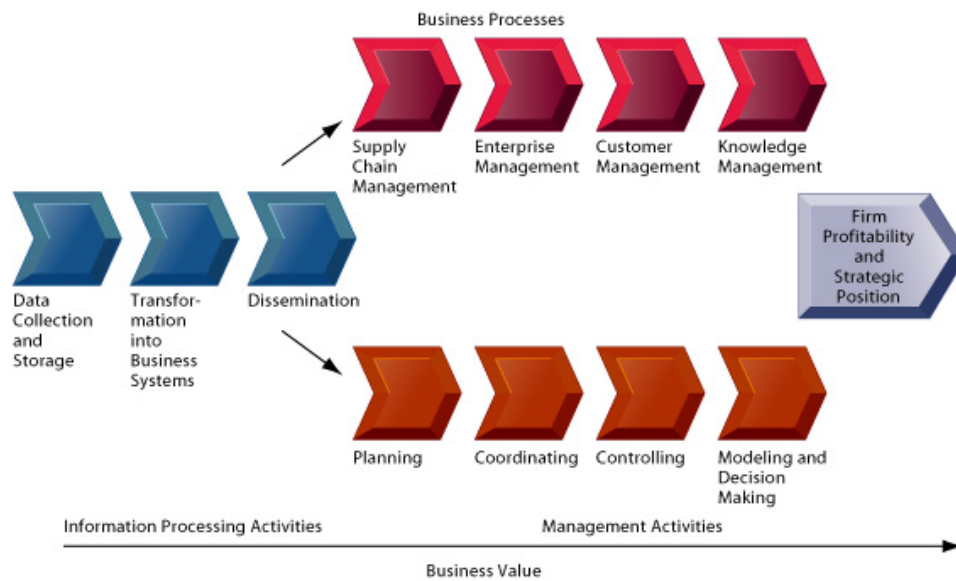 Business Processes
Supply
Chain
Management
Enterprise
Management
Customer
Management
Knowledge
Management
Data
Collection
and
Storage
Transfor-
mation
into
Business
Systems
Dissemination
Firm
Profitability
and
Strategic
Position
Planning
Coordinating
Controlling
Modeling and
Decision
Making
Information Processing Activities
Management Activities
Business Value